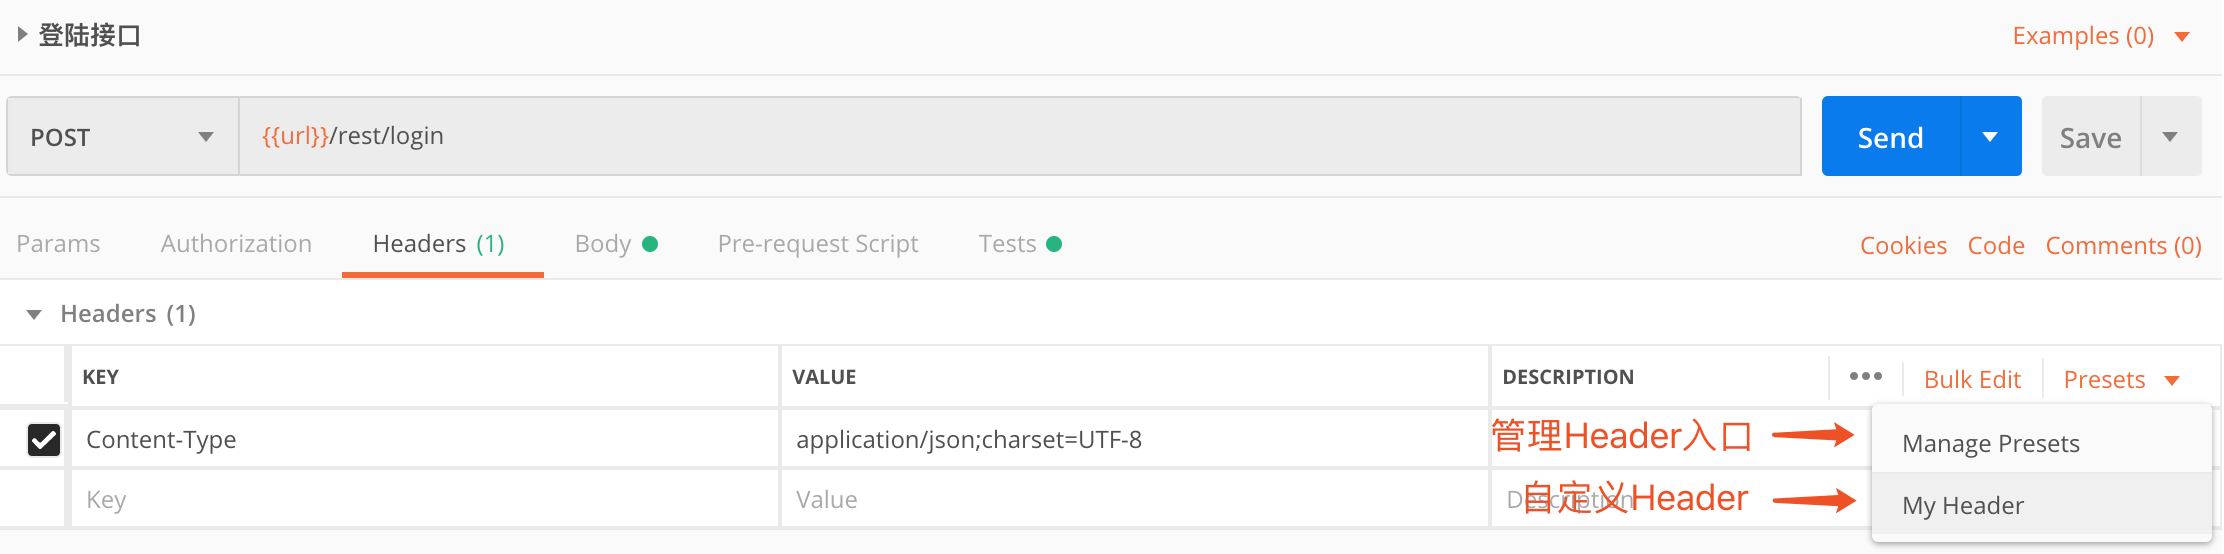 登陆接口
Examples (0)
POST
{{url}}/rest/login
Send
Save
Params
Authorization
Headers (1)
Body
Pre-request Script
Tests
Cookies
Code
Comments (0)
Headers (1)
KEY
VALUE
DESCRIPTION
•••
Bulk Edit
Presets
Content-Type
application/json;charset=UTF-8
管理Header入口
Manage Presets
Key
Value
Description
自定义Header
My Header